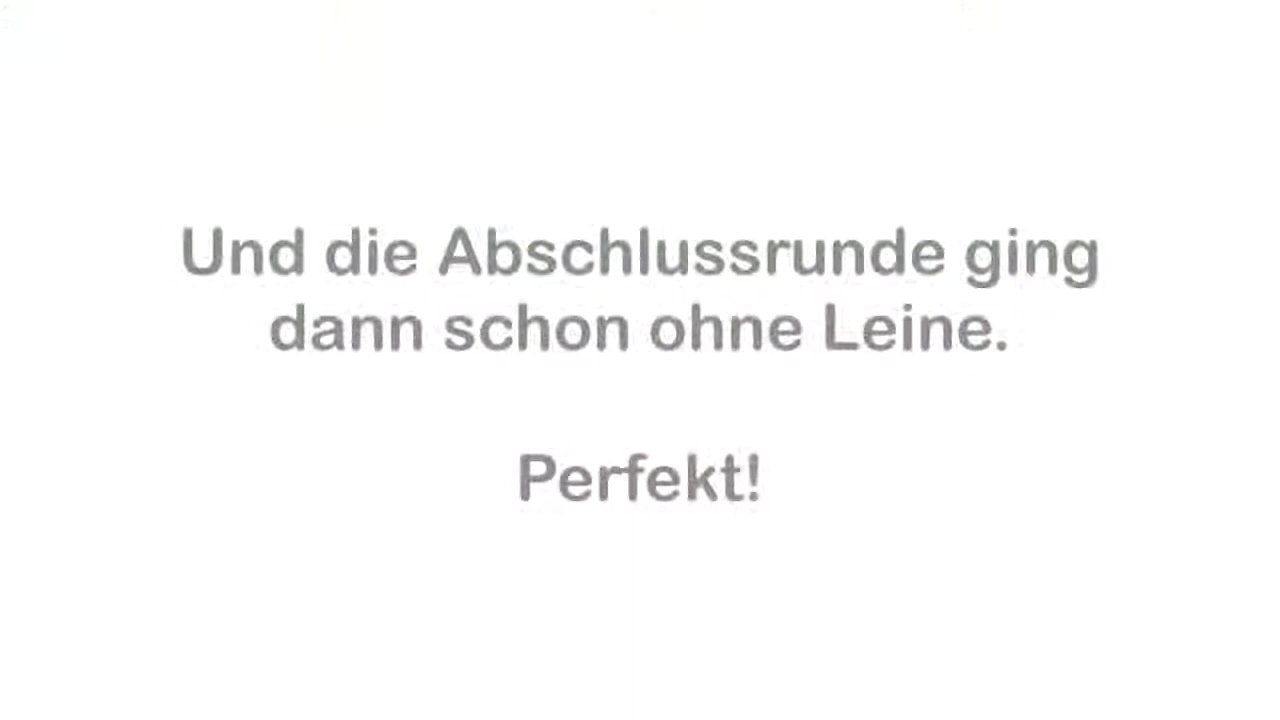 Und die Abschlussrunde ging
dann schon ohne Leine.
Perfekt!